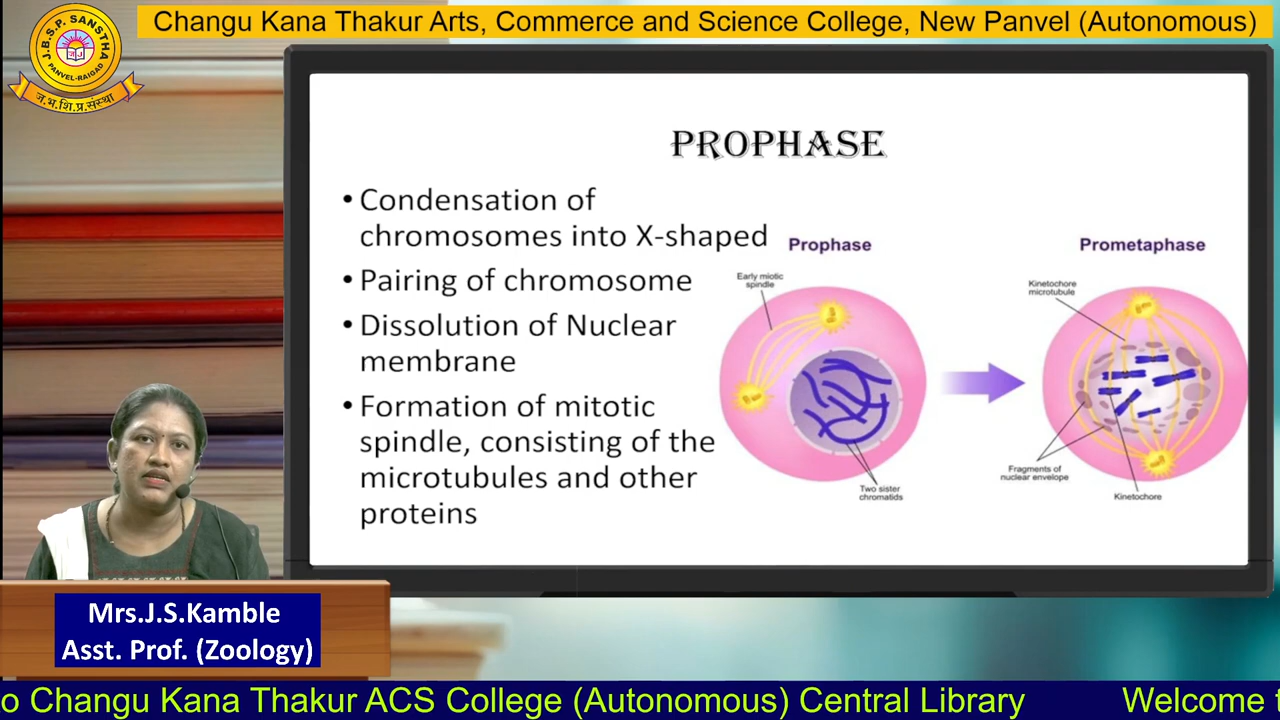 Changu Kana Thakur Arts, Commerce and Science College, New Panvel (Autonomous)
J.B.S.P. SANSTHA
PANVEL-RAIGAD
ज.भ.शि.प्र.संस्था
PROPHASE
• Condensation of
chromosomes into X-shaped
• Pairing of chromosome
• Dissolution of Nuclear
membrane
• Formation of mitotic
spindle, consisting of the
microtubules and other
proteins
Prophase
Early miotic
spindle
Two sister
chromatids
Prometaphase
Kinetochore
microtubule
Fragments of
nuclear envelope
Kinetochore
Mrs.J.S.Kamble
Asst. Prof. (Zoology)
o Changu Kana Thakur ACS College (Autonomous) Central Library Welcome t